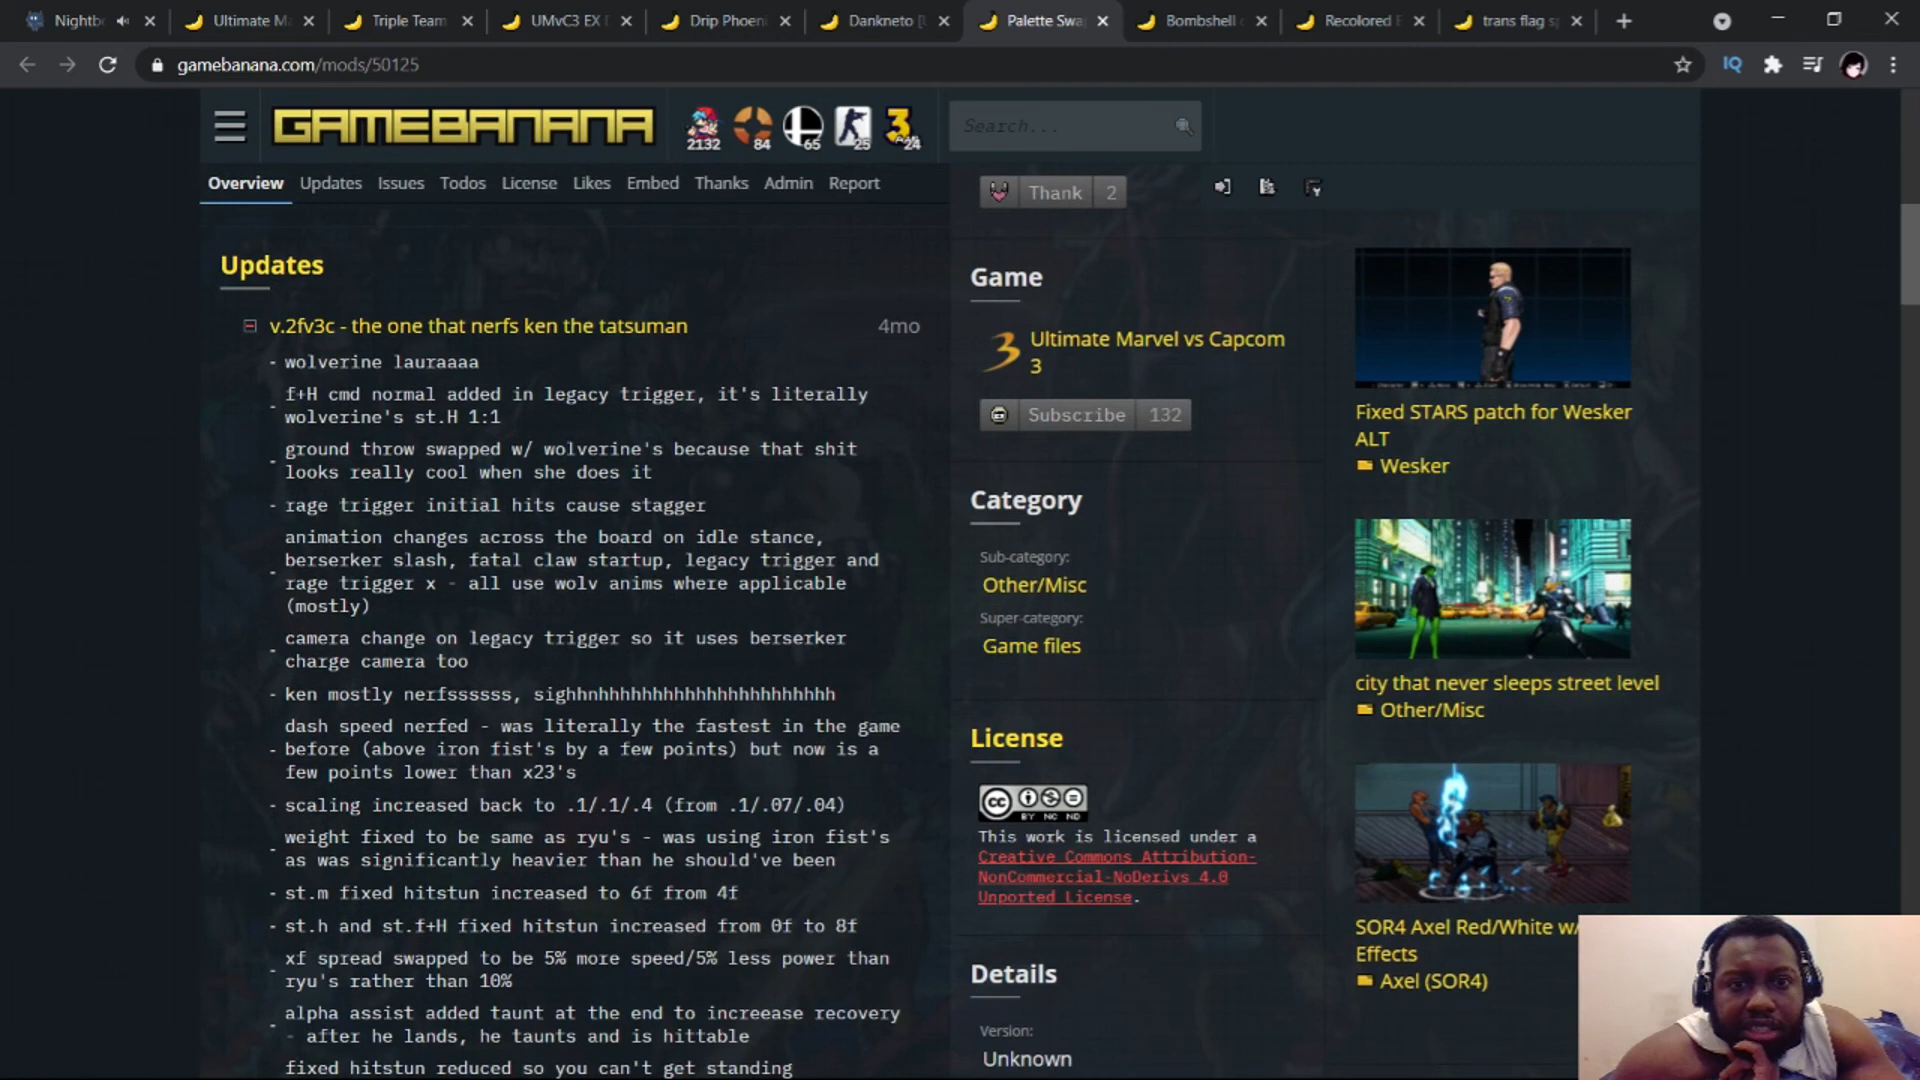 Nightb
Ultimate M
Triple Team
UMvC3 EX
Drip Phoen
Dankneto [
Palette Swa
Bombshell
Recolored
trans flag sp
gamebanana.com/mods/50125
IQ
GAMEBANANA
2132
84
65
25
3
24
Search...
Overview
Updates
Issues
Todos
License
Likes
Embed
Thanks
Admin
Report
Thank 2
Updates
v.2fv3c - the one that nerfs ken the tatsuman
4mo
- wolverine lauraaaa
- f+H cmd normal added in legacy trigger, it's literally
wolverine's st.H 1:1
- ground throw swapped w/ wolverine's because that shit
looks really cool when she does it
- rage trigger initial hits cause stagger
- animation changes across the board on idle stance,
berserker slash, fatal claw startup, legacy trigger and
rage trigger x - all use wolv anims where applicable
(mostly)
- camera change on legacy trigger so it uses berserker
charge camera too
- ken mostly nerfssssss, sighhnhhhhhhhhhhhhhhhhhhhh
- dash speed nerfed - was literally the fastest in the game
before (above iron fist's by a few points) but now is a
few points lower than x23's
- scaling increased back to .1/.1/.4 (from .1/.07/.04)
- weight fixed to be same as ryu's - was using iron fist's
as was significantly heavier than he should've been
- st.m fixed hitstun increased to 6f from 4f
- st.h and st.f+H fixed hitstun increased from 0f to 8f
- xf spread swapped to be 5% more speed/5% less power than
ryu's rather than 10%
- alpha assist added taunt at the end to increease recovery
- after he lands, he taunts and is hittable
fixed hitstun reduced so you can't get standing
Game
3
Ultimate Marvel vs Capcom
3
Subscribe 132
Category
Sub-category:
Other/Misc
Super-category:
Game files
License
cc
BY NC ND
This work is licensed under a
Creative Commons Attribution-
NonCommercial-NoDerivs 4.0
Unported License.
Details
Version:
Unknown
Fixed STARS patch for Wesker
ALT
Wesker
city that never sleeps street level
Other/Misc
SOR4 Axel Red/White w/
Effects
Axel (SOR4)